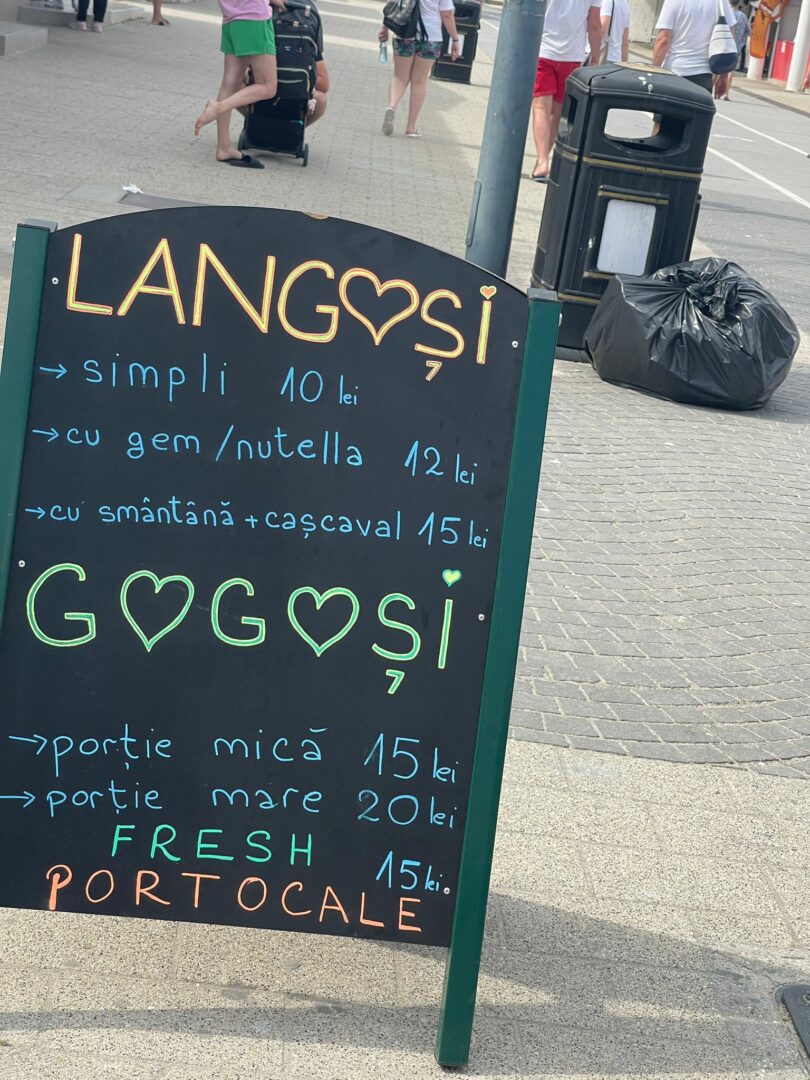 LANGOȘI
→ simpli 10 lei
→ cu gem/nutella 12 lei
→ cu smântână + cașcaval 15 lei
GOGOȘI
→ porție mică 15 lei
→ porție mare 20 lei
FRESH
PORTOCALE 15 lei